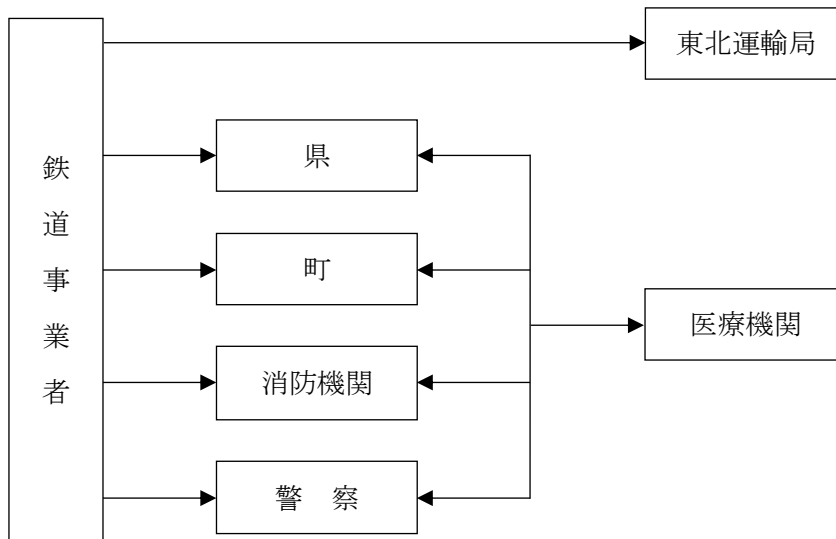 鉄道事業者
東北運輸局
県
町
医療機関
消防機関
警　察